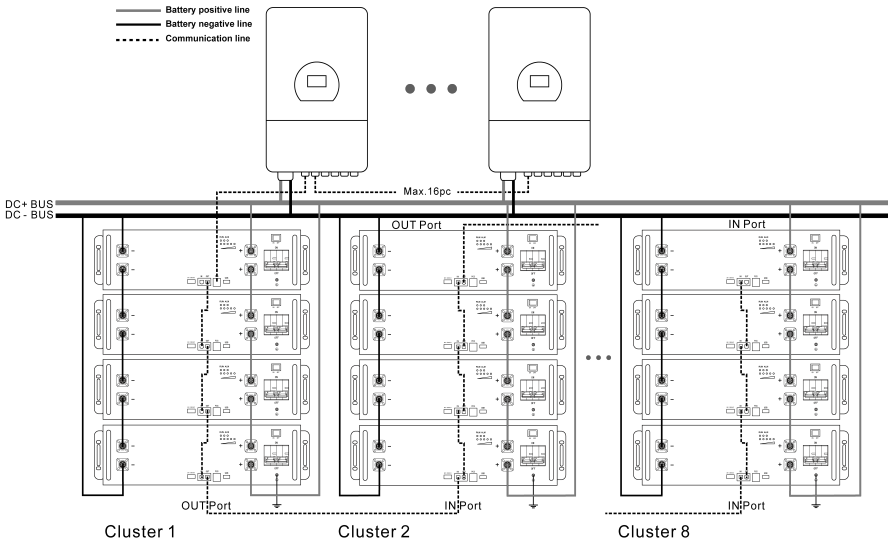 Battery positive line
Battery negative line
Communication line
Max.16pc
DC+ BUS
DC- BUS
OUT Port
IN Port
OUT Port
IN Port
IN Port
Cluster 1
Cluster 2
Cluster 8